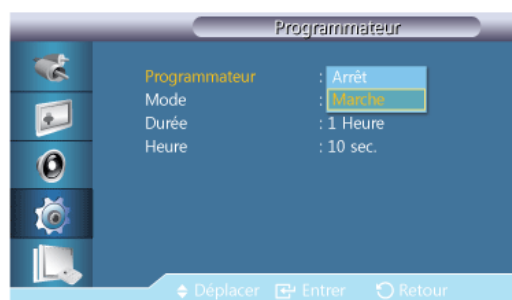 Programmateur
Programmateur : Arrêt
Mode : Marche
Durée : 1 Heure
Heure : 10 sec.
Déplacer Entrer Retour